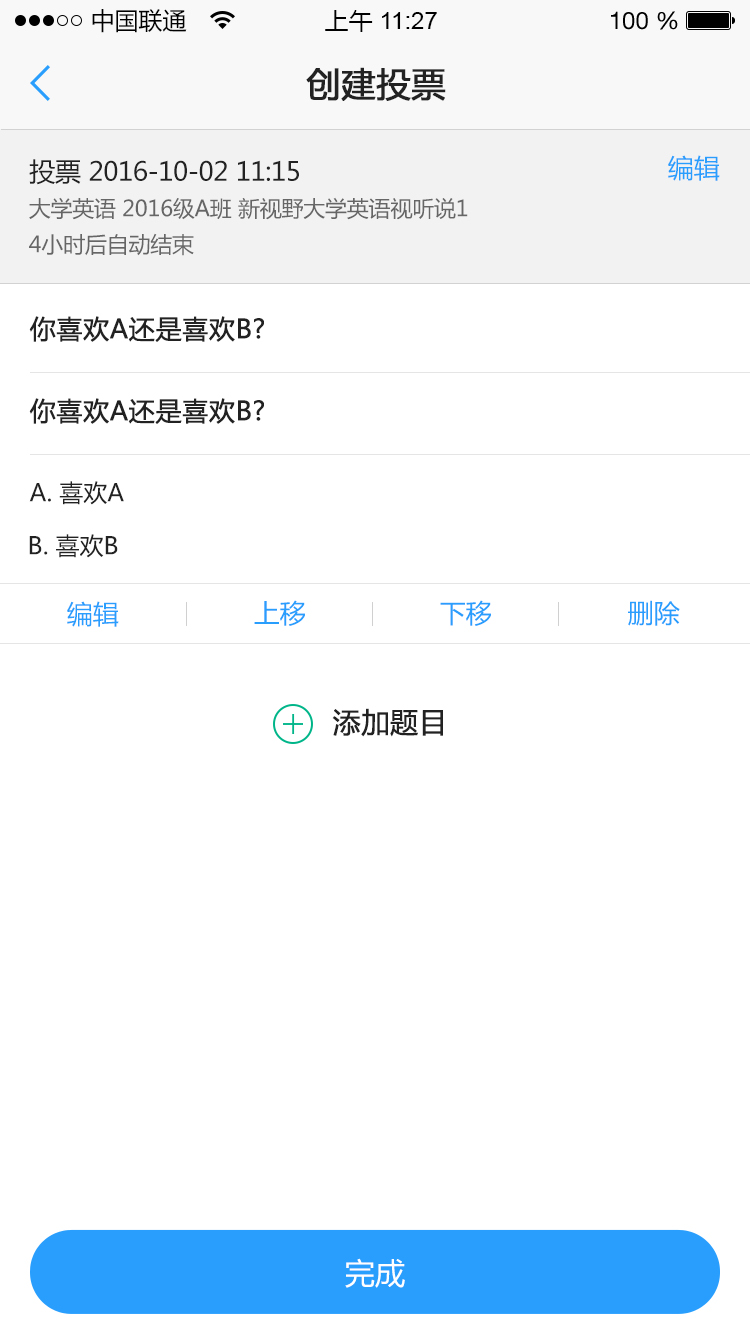 中国联通 上午 11:27 100 %
创建投票
投票 2016-10-02 11:15 编辑
大学英语 2016级A班 新视野大学英语视听说1
4小时后自动结束
你喜欢A还是喜欢B?
你喜欢A还是喜欢B?
A. 喜欢A
B. 喜欢B
编辑 上移 下移 删除
添加题目
完成